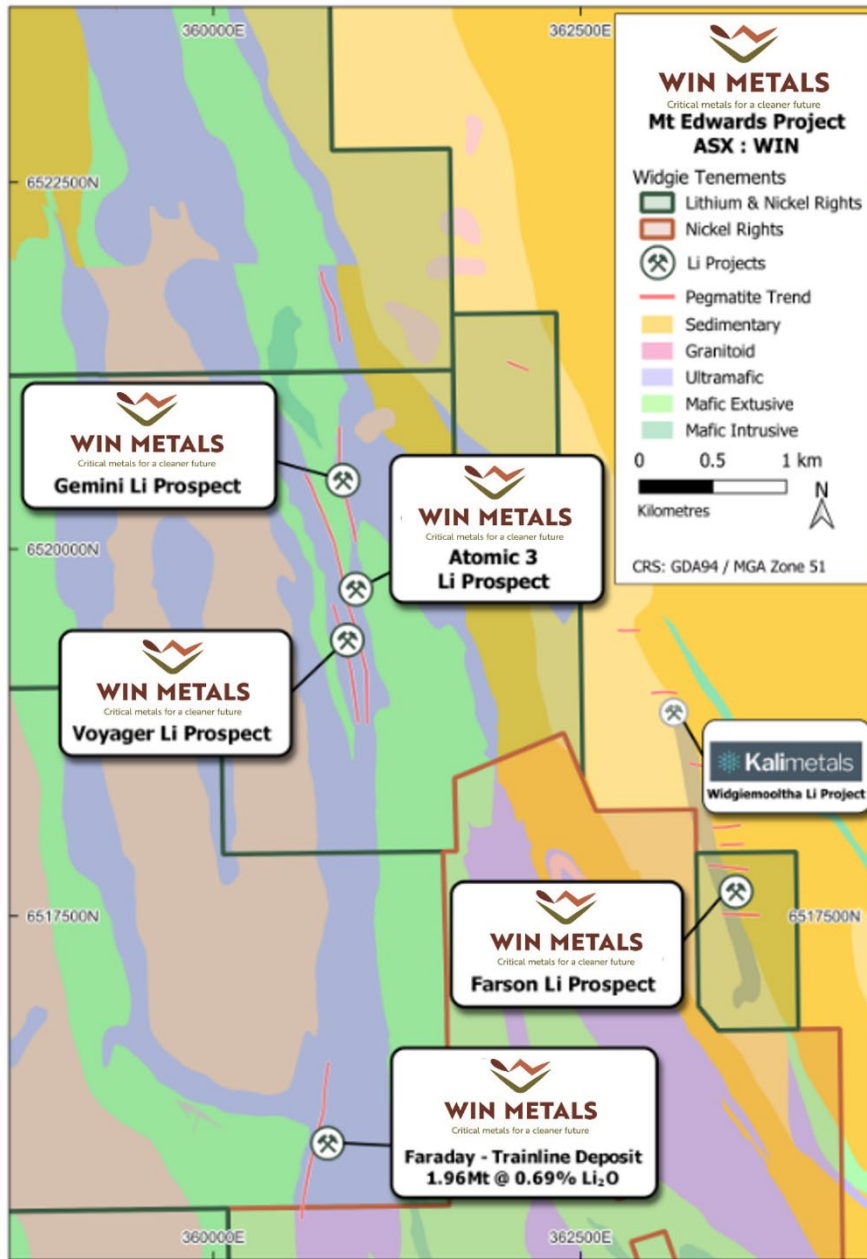 360000E
362500E
WIN METALS
Critical metals for a cleaner future
Mt Edwards Project
ASX : WIN
Widgie Tenements
Lithium & Nickel Rights
Nickel Rights
Li Projects
Pegmatite Trend
Sedimentary
Granitoid
Ultramafic
Mafic Extusive
Mafic Intrusive
0 0.5 1 km
Kilometres
N
CRS: GDA94 / MGA Zone 51
6522500N
WIN METALS
Critical metals for a cleaner future
Gemini Li Prospect
WIN METALS
Critical metals for a cleaner future
Atomic 3
Li Prospect
6520000N
WIN METALS
Critical metals for a cleaner future
Voyager Li Prospect
Kalimetals
Widgiemooltha Li Project
6517500N
6517500N
WIN METALS
Critical metals for a cleaner future
Farson Li Prospect
WIN METALS
Critical metals for a cleaner future
Faraday - Trainline Deposit
1.96Mt @ 0.69% Li₂O
360000E
362500E